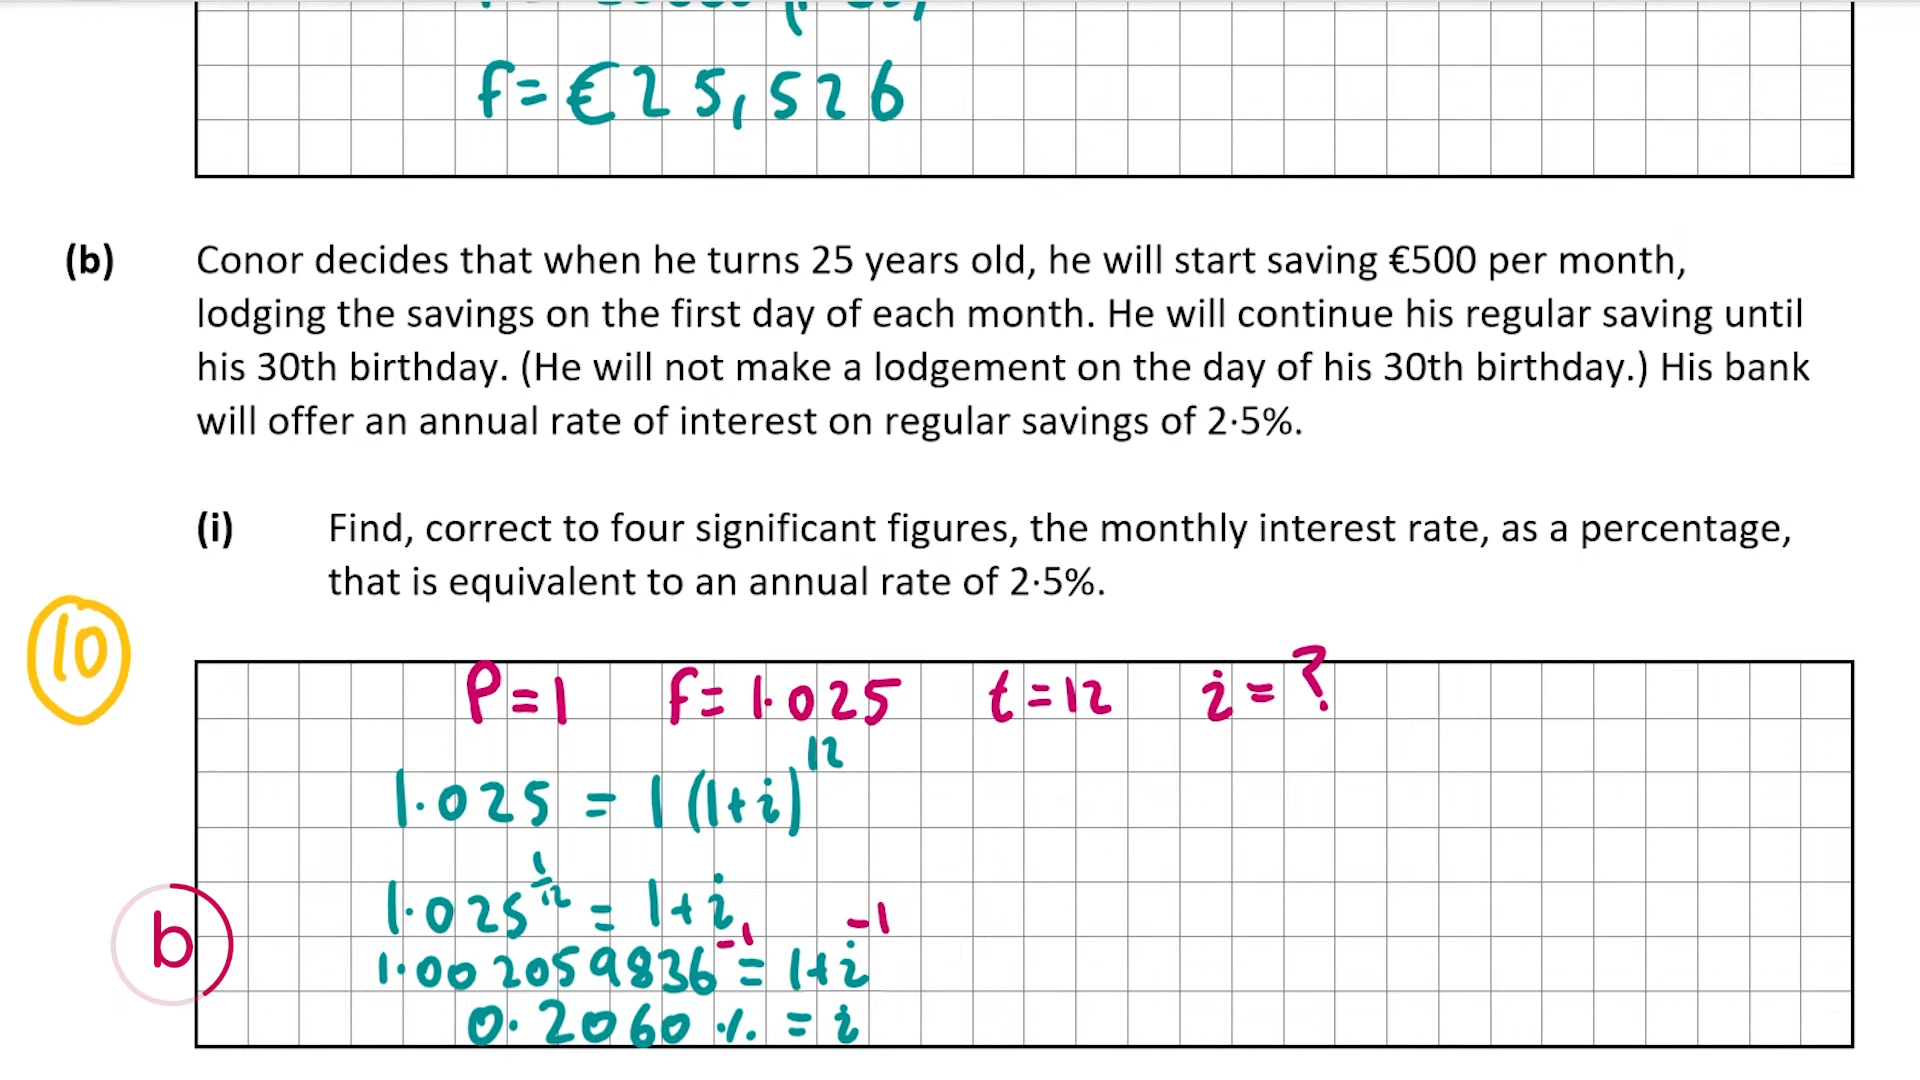 f = €25,526
(b) Conor decides that when he turns 25 years old, he will start saving €500 per month,
lodging the savings on the first day of each month. He will continue his regular saving until
his 30th birthday. (He will not make a lodgement on the day of his 30th birthday.) His bank
will offer an annual rate of interest on regular savings of 2·5%.
(i) Find, correct to four significant figures, the monthly interest rate, as a percentage,
that is equivalent to an annual rate of 2·5%.
10
P=1 f=1.025 t=12 i=?
1.025 = 1(1+i)^12
1.025^1/12 = 1+i
-1 -1
1.002059836 = 1+i
b
0.2060 % = i